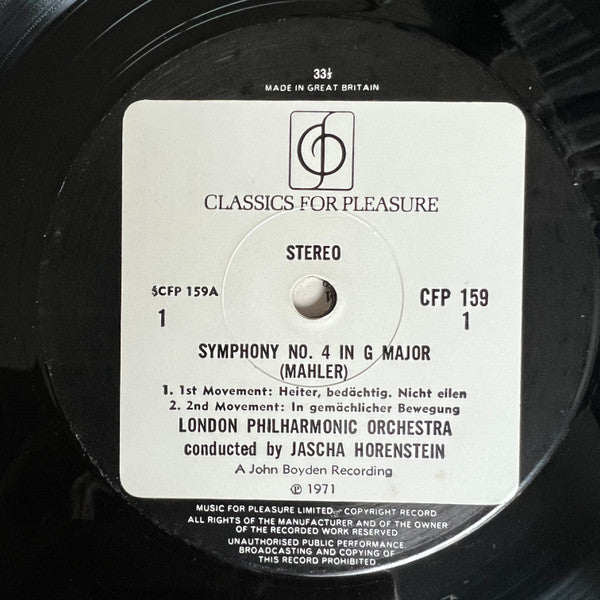 33⅓
MADE IN GREAT BRITAIN
CLASSICS FOR PLEASURE
STEREO
§CFP 159A
CFP 159
1
1
SYMPHONY NO. 4 IN G MAJOR
(MAHLER)
1. 1st Movement: Heiter, bedächtig. Nicht eilen
2. 2nd Movement: In gemächlicher Bewegung
LONDON PHILHARMONIC ORCHESTRA
conducted by JASCHA HORENSTEIN
A John Boyden Recording
℗ 1971
MUSIC FOR PLEASURE LIMITED. COPYRIGHT RECORD
ALL RIGHTS OF THE MANUFACTURER AND OF THE OWNER
OF THE RECORDED WORK RESERVED
UNAUTHORISED PUBLIC PERFORMANCE,
BROADCASTING AND COPYING OF
THIS RECORD PROHIBITED